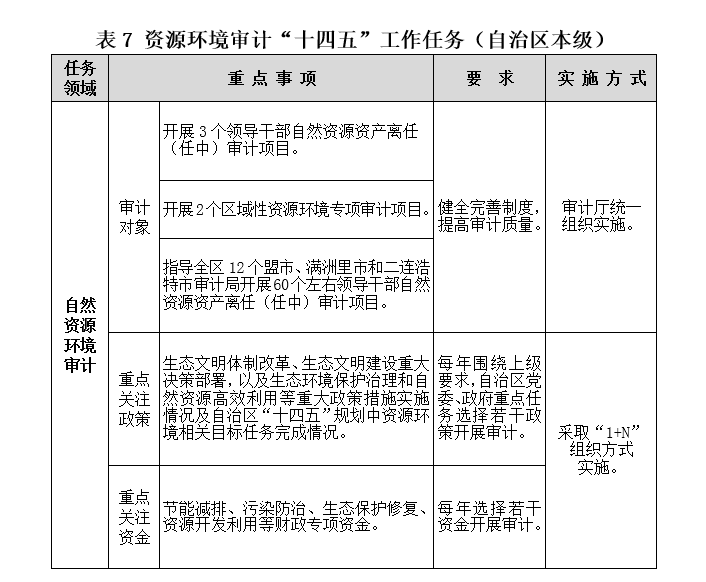 表 7 资源环境审计“十四五”工作任务（自治区本级）
任务
领域
重 点 事 项
要 求
实 施 方 式
自然
资源
环境
审计
审计
对象
开展 3 个领导干部自然资源资产离任
（任中）审计项目。
开展 2 个区域性资源环境专项审计项目。
指导全区 12 个盟市、满洲里市和二连浩
特市审计局开展 60 个左右领导干部自然
资源资产离任（任中）审计项目。
健全完善制度，
提高审计质量。
审计厅统一
组织实施。
重点
关注
政策
生态文明体制改革、生态文明建设重大
决策部署，以及生态环境保护治理和自
然资源高效利用等重大政策措施实施
情况及自治区“十四五”规划中资源环
境相关目标任务完成情况。
每年围绕上级
要求，自治区党
委、政府重点任
务选择若干政
策开展审计。
采取“1+N”
组织方式
实施。
重点
关注
资金
节能减排、污染防治、生态保护修复、
资源开发利用等财政专项资金。
每年选择若干
资金开展审计。